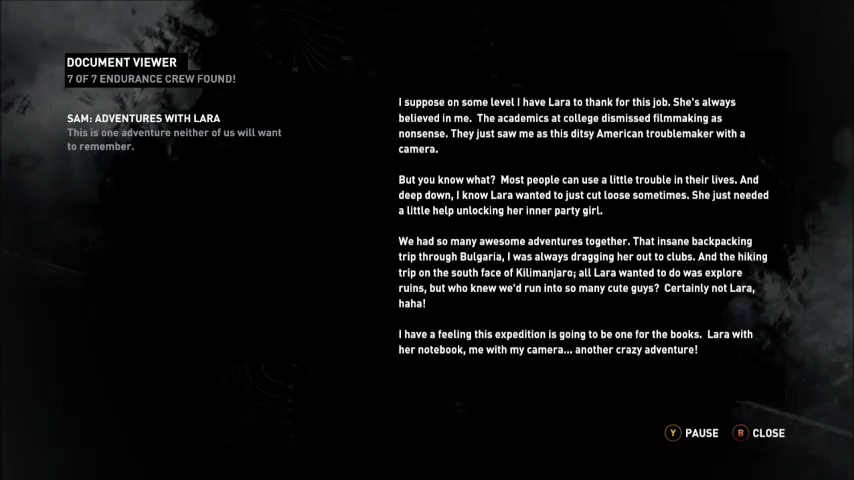 DOCUMENT VIEWER
7 OF 7 ENDURANCE CREW FOUND!
SAM: ADVENTURES WITH LARA
This is one adventure neither of us will want
to remember.
I suppose on some level I have Lara to thank for this job. She's always
believed in me.  The academics at college dismissed filmmaking as
nonsense. They just saw me as this ditsy American troublemaker with a
camera.
But you know what?  Most people can use a little trouble in their lives. And
deep down, I know Lara wanted to just cut loose sometimes. She just needed
a little help unlocking her inner party girl.
We had so many awesome adventures together. That insane backpacking
trip through Bulgaria, I was always dragging her out to clubs. And the hiking
trip on the south face of Kilimanjaro; all Lara wanted to do was explore
ruins, but who knew we'd run into so many cute guys?  Certainly not Lara,
haha!
I have a feeling this expedition is going to be one for the books.  Lara with
her notebook, me with my camera... another crazy adventure!
Y PAUSE B CLOSE